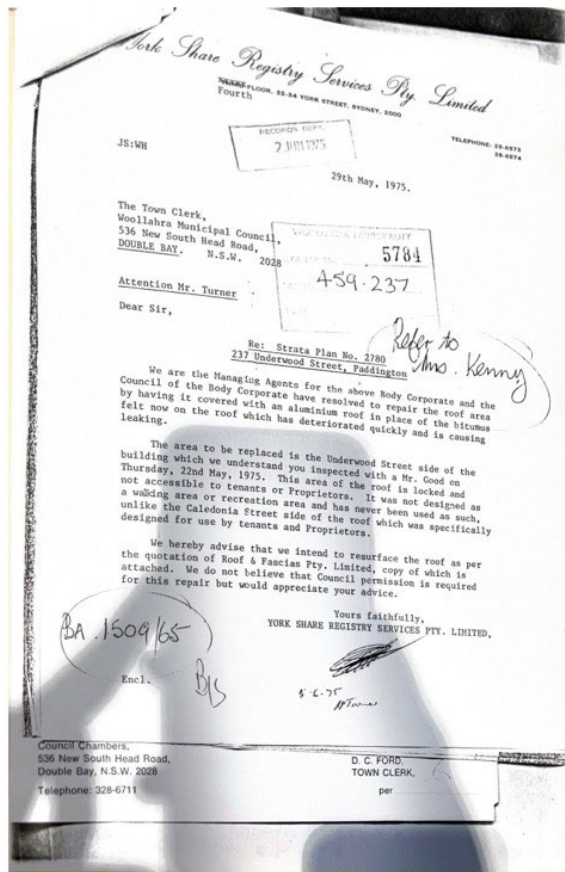 York Share Registry Services Pty. Limited
FLOOR, 32-34 YORK STREET, SYDNEY, 2000
Fourth
TELEPHONE: 29-6973
29-6974
RECORDS DEPT.
JS:WH
2 JUN 1975
29th May, 1975.
The Town Clerk,
Woollahra Municipal Council,
536 New South Head Road,
DOUBLE BAY. N.S.W. 2028
5784
459.237
Attention Mr. Turner
Dear Sir,
Refer to
Mrs. Kenny
Re: Strata Plan No. 2780
237 Underwood Street, Paddington
We are the Managing Agents for the above Body Corporate and the
Council of the Body Corporate have resolved to repair the roof area
by having it covered with an aluminium roof in place of the bitumus
felt now on the roof which has deteriorated quickly and is causing
leaking.
The area to be replaced is the Underwood Street side of the
building which we understand you inspected with a Mr. Good on
Thursday, 22nd May, 1975. This area of the roof is locked and
not accessible to tenants or Proprietors. It was not designed as
a walking area or recreation area and has never been used as such,
unlike the Caledonia Street side of the roof which was specifically
designed for use by tenants and Proprietors.
We hereby advise that we intend to resurface the roof as per
the quotation of Roof & Fascias Pty. Limited, copy of which is
attached. We do not believe that Council permission is required
for this repair but would appreciate your advice.
Yours faithfully,
YORK SHARE REGISTRY SERVICES PTY. LIMITED,
BA.1509/65
Encl.
5-6-75
Council Chambers,
536 New South Head Road,
Double Bay, N.S.W. 2028
Telephone: 328-6711
D. C. FORD,
TOWN CLERK,
per